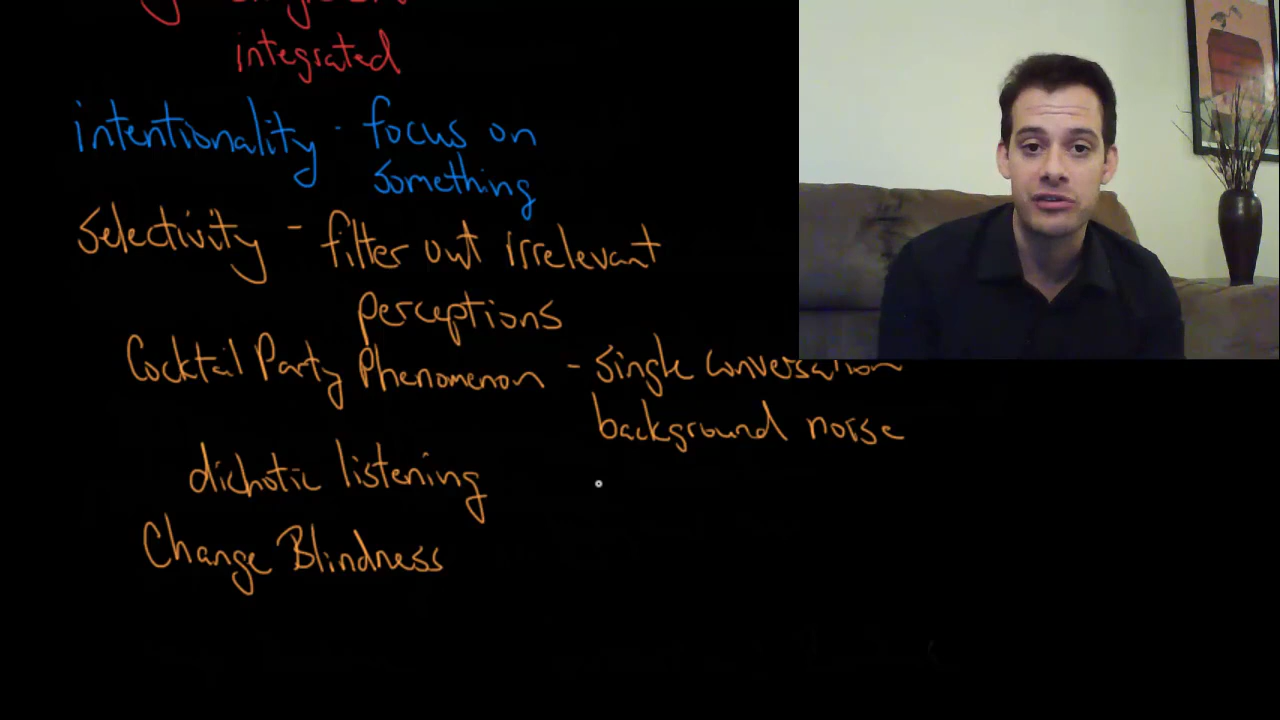 integrated
intentionality - focus on
something
Selectivity - filter out irrelevant
perceptions
Cocktail Party Phenomenon - single conversation
background noise
dichotic listening
Change Blindness